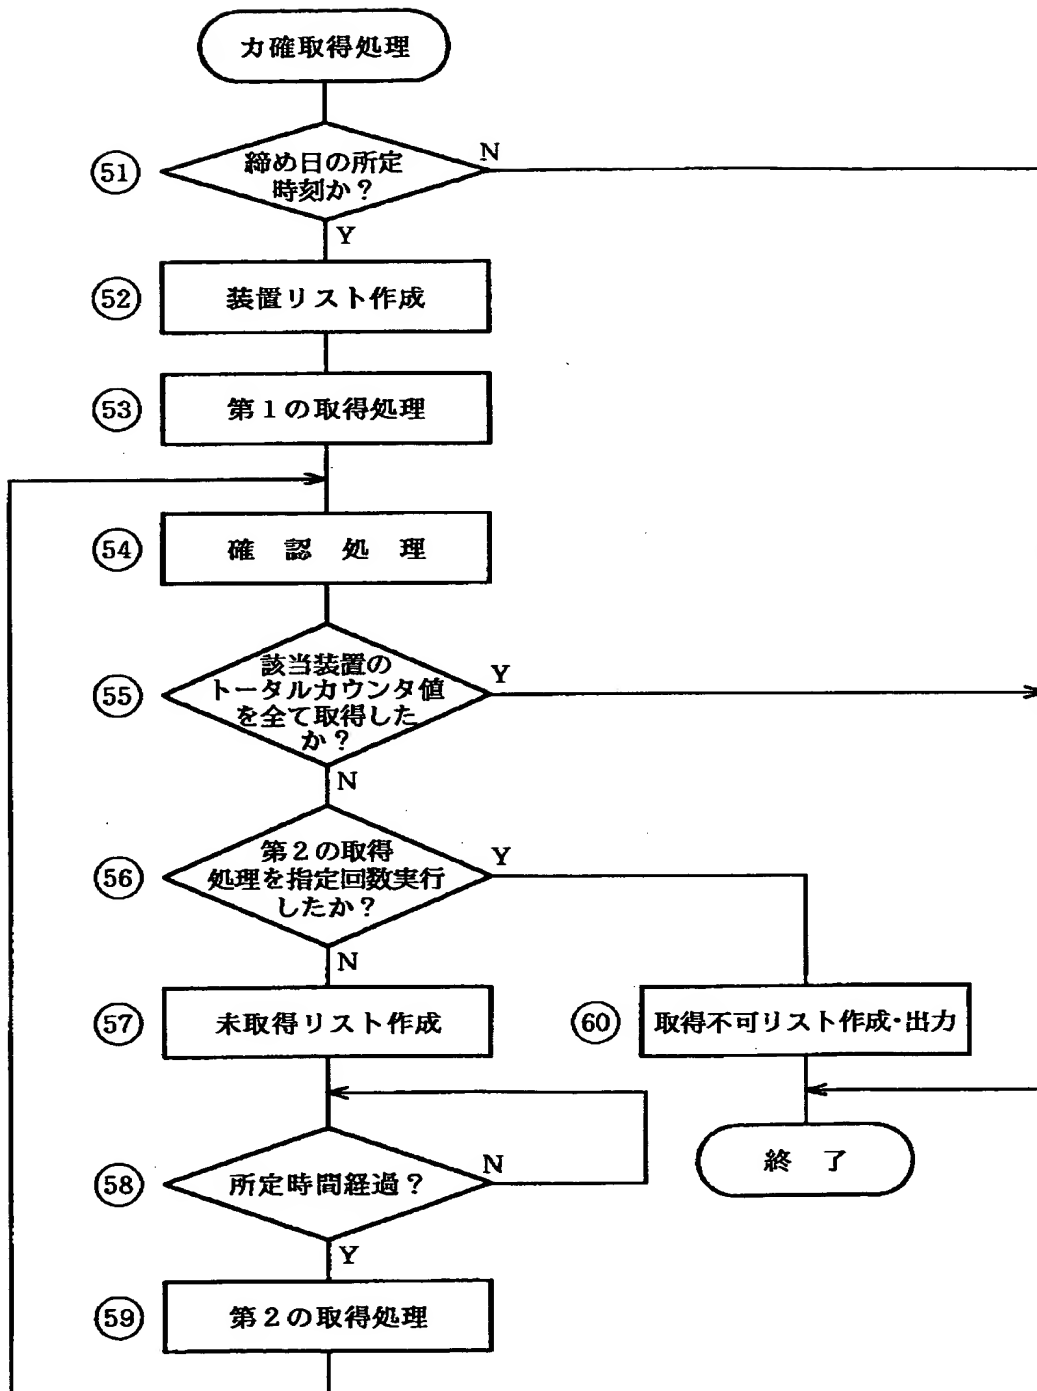 カ確取得処理
51
締め日の所定
時刻か？
N
Y
52
装置リスト作成
53
第１の取得処理
54
確認処理
55
該当装置の
トータルカウンタ値
を全て取得した
か？
Y
N
56
第２の取得
処理を指定回数実行
したか？
Y
N
57
未取得リスト作成
60
取得不可リスト作成・出力
58
所定時間経過？
N
Y
終了
59
第２の取得処理